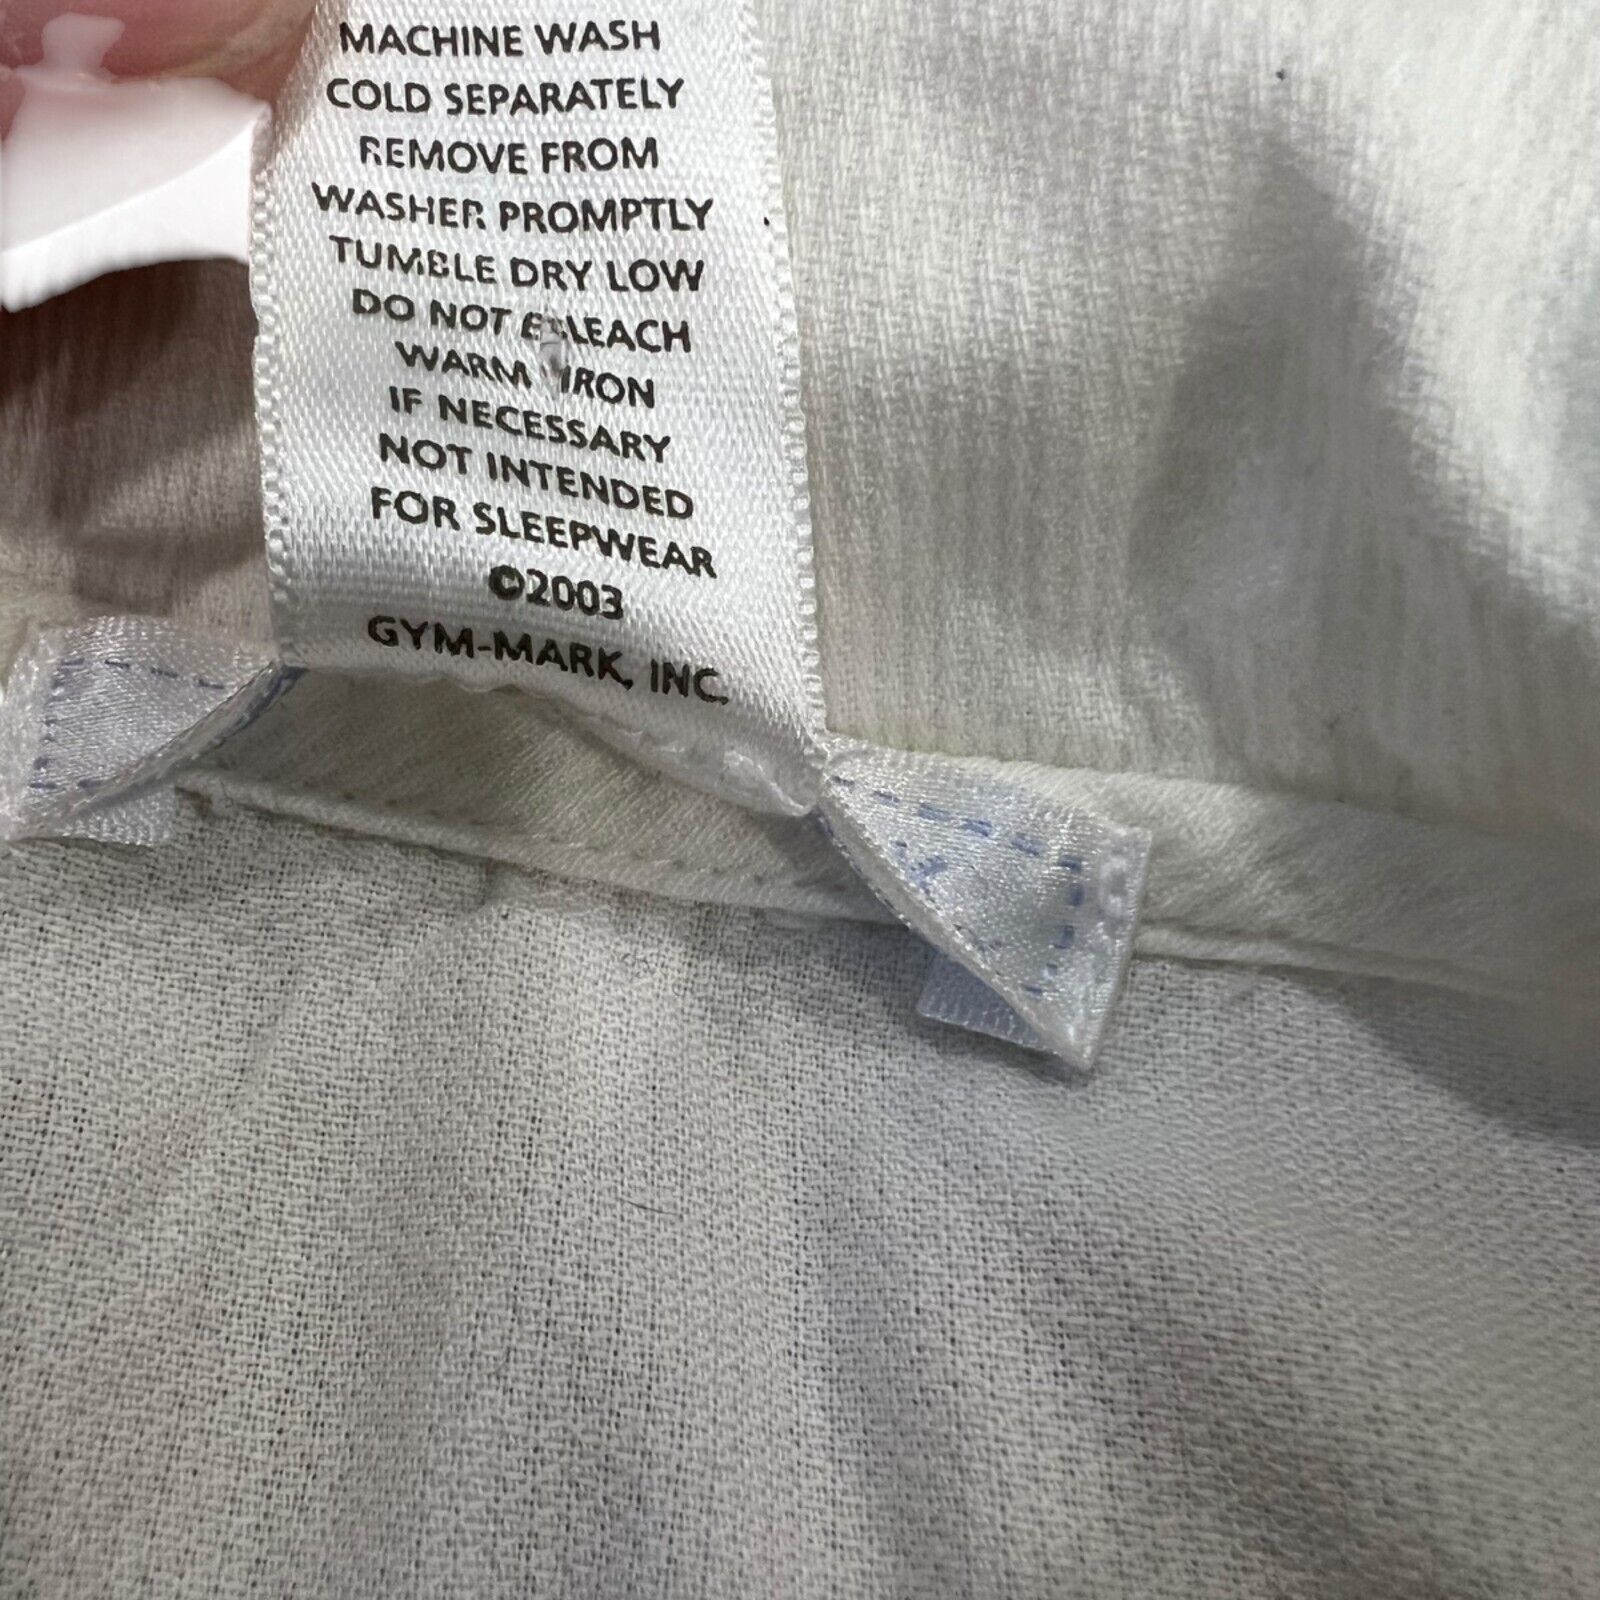 MACHINE WASH
COLD SEPARATELY
REMOVE FROM
WASHER PROMPTLY
TUMBLE DRY LOW
DO NOT BLEACH
WARM IRON
IF NECESSARY
NOT INTENDED
FOR SLEEPWEAR
©2003
GYM-MARK, INC.